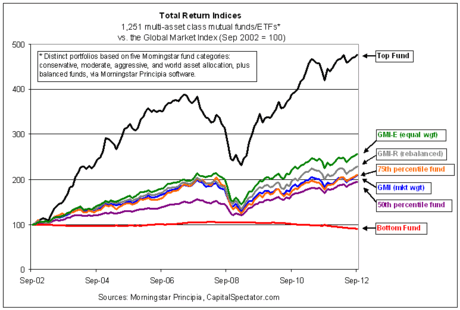 Total Return Indices
1,251 multi-asset class mutual funds/ETFs*
vs. the Global Market Index (Sep 2002 = 100)
500
* Distinct portfolios based on five Morningstar fund categories:
conservative, moderate, aggressive, and world asset allocation, plus
balanced funds, via Morningstar Principia software.
Top Fund
400
300
GMI-E (equal wgt)
GMI-R (rebalanced)
75th percentile fund
200
GMI (mkt wgt)
50th percentile fund
100
Bottom Fund
0
Sep-02
Sep-04
Sep-06
Sep-08
Sep-10
Sep-12
Sources: Morningstar Principia, CapitalSpectator.com